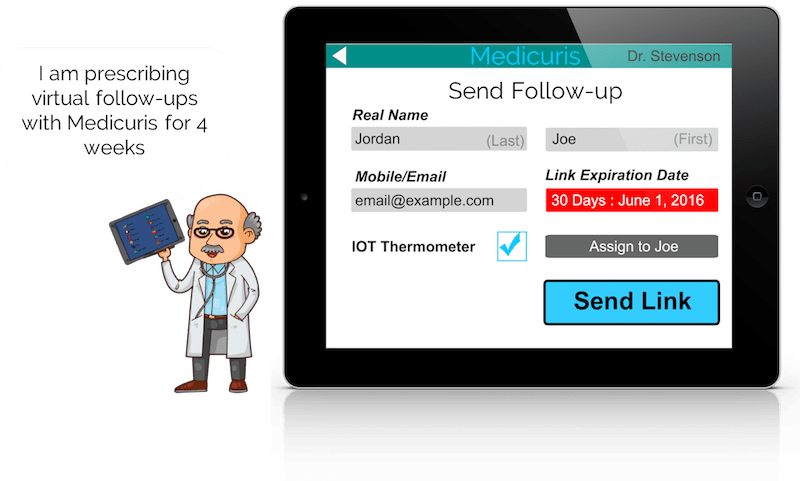 I am prescribing
virtual follow-ups
with Medicuris for 4
weeks
Medicuris
Dr. Stevenson
Send Follow-up
Real Name
Jordan (Last)
Joe (First)
Mobile/Email
Link Expiration Date
email@example.com
30 Days : June 1, 2016
IOT Thermometer
Assign to Joe
Send Link